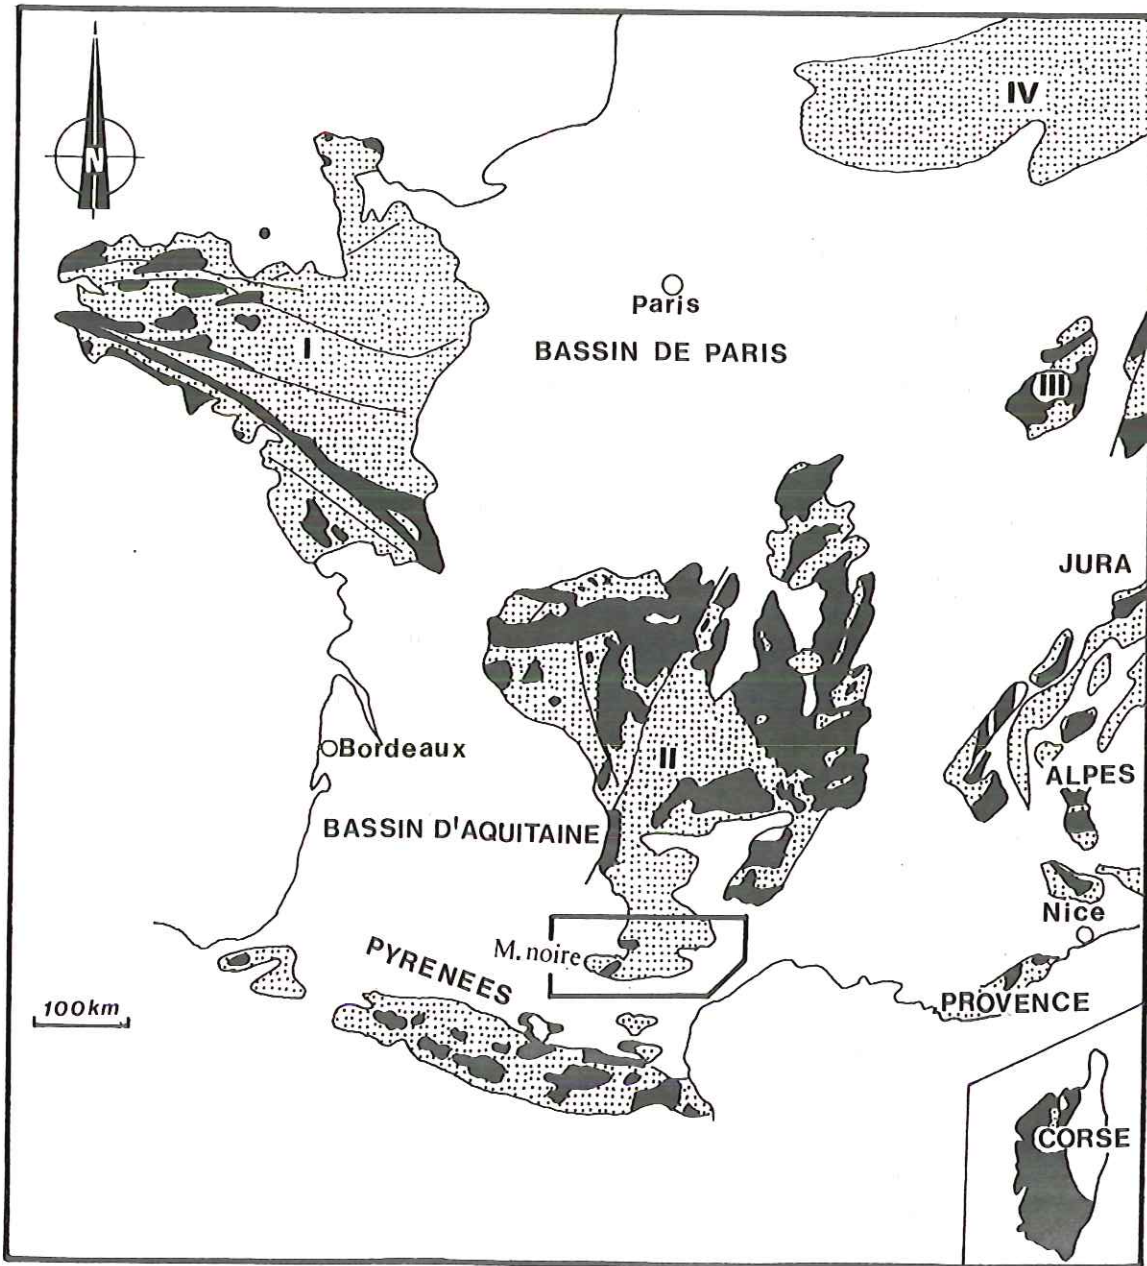 IV
N
Paris
BASSIN DE PARIS
I
III
JURA
Bordeaux
II
ALPES
BASSIN D'AQUITAINE
Nice
M. noire
PYRENEES
PROVENCE
100km
CORSE